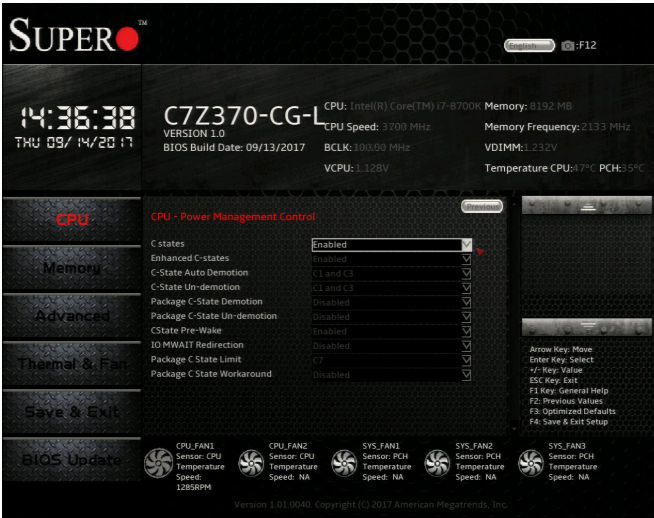 SUPER TM
English :F12
14:36:38
THU 09/14/2017
C7Z370-CG-L
VERSION 1.0
BIOS Build Date: 09/13/2017
CPU: Intel(R) Core(TM) i7-8700K
CPU Speed: 3700 MHz
BCLK:100.00 MHz
VCPU:1.128V
Memory: 8192 MB
Memory Frequency:2133 MHz
VDIMM:1.232V
Temperature CPU:47°C PCH:35°C
CPU
Memory
Advanced
Thermal & Fan
Save & Exit
BIOS Update
CPU - Power Management Control
Previous
C states Enabled
Enhanced C-states Enabled
C-State Auto Demotion C1 and C3
C-State Un-demotion C1 and C3
Package C-State Demotion Disabled
Package C-State Un-demotion Disabled
CState Pre-Wake Enabled
IO MWAIT Redirection Disabled
Package C State Limit C7
Package C State Workaround Disabled
Arrow Key: Move
Enter Key: Select
+/- Key: Value
ESC Key: Exit
F1 Key: General Help
F2: Previous Values
F3: Optimized Defaults
F4: Save & Exit Setup
CPU_FAN1
Sensor: CPU
Temperature
Speed:
1285RPM
CPU_FAN2
Sensor: CPU
Temperature
Speed: NA
SYS_FAN1
Sensor: PCH
Temperature
Speed: NA
SYS_FAN2
Sensor: PCH
Temperature
Speed: NA
SYS_FAN3
Sensor: PCH
Temperature
Speed: NA
Version 1.01.0040. Copyright (C) 2017 American Megatrends, Inc.